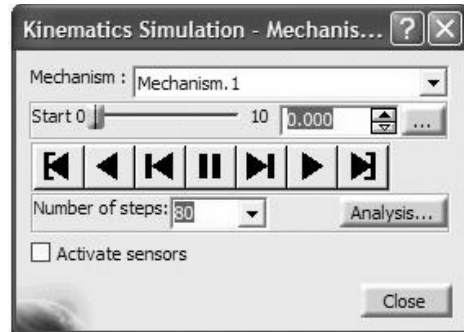 Kinematics Simulation - Mechanis... ? X
Mechanism : Mechanism.1
Start 0 10 0.000 ...
Number of steps: 80 Analysis...
Activate sensors
Close